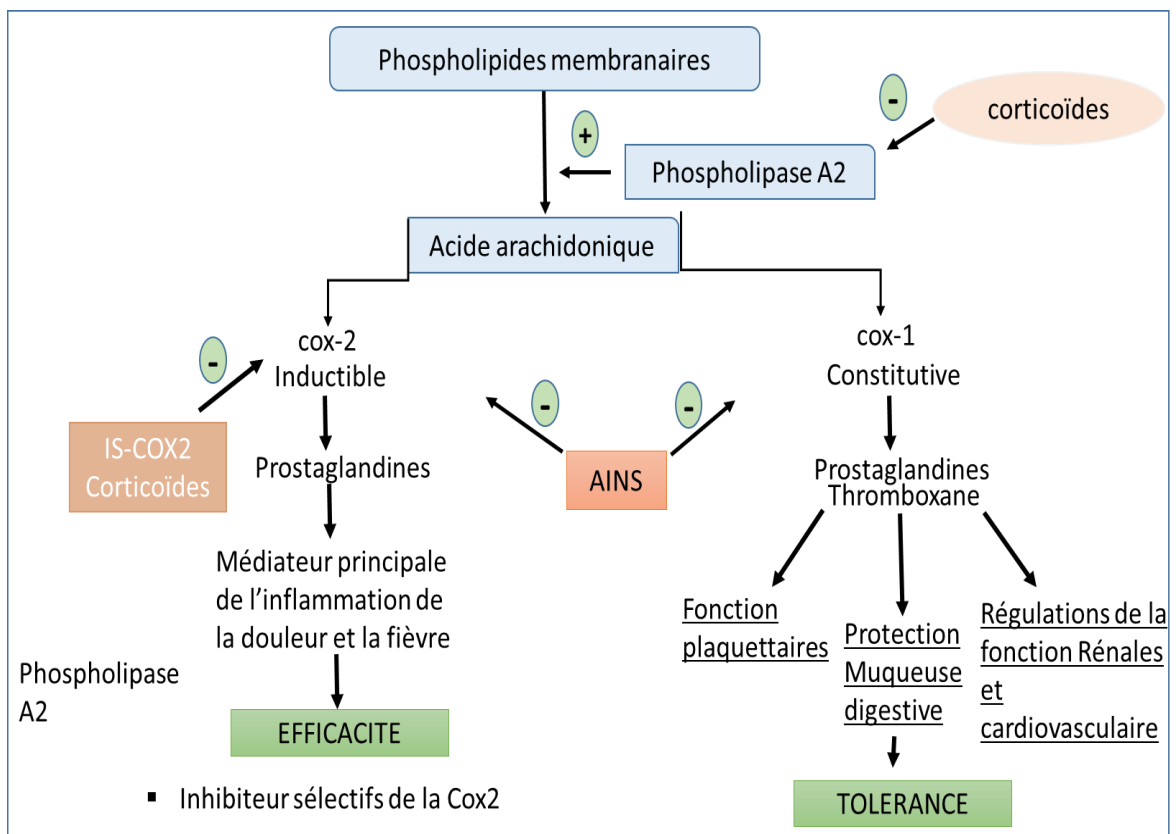 Phospholipides membranaires
-
corticoïdes
+
Phospholipase A2
Acide arachidonique
cox-2
Inductible
cox-1
Constitutive
-
-
-
IS-COX2
Corticoïdes
Prostaglandines
AINS
Prostaglandines
Thromboxane
Médiateur principale
de l'inflammation de
la douleur et la fièvre
Fonction
plaquettaires
Protection
Muqueuse
digestive
Régulations de la
fonction Rénales et
cardiovasculaire
Phospholipase
A2
EFFICACITE
TOLERANCE
▪ Inhibiteur sélectifs de la Cox2